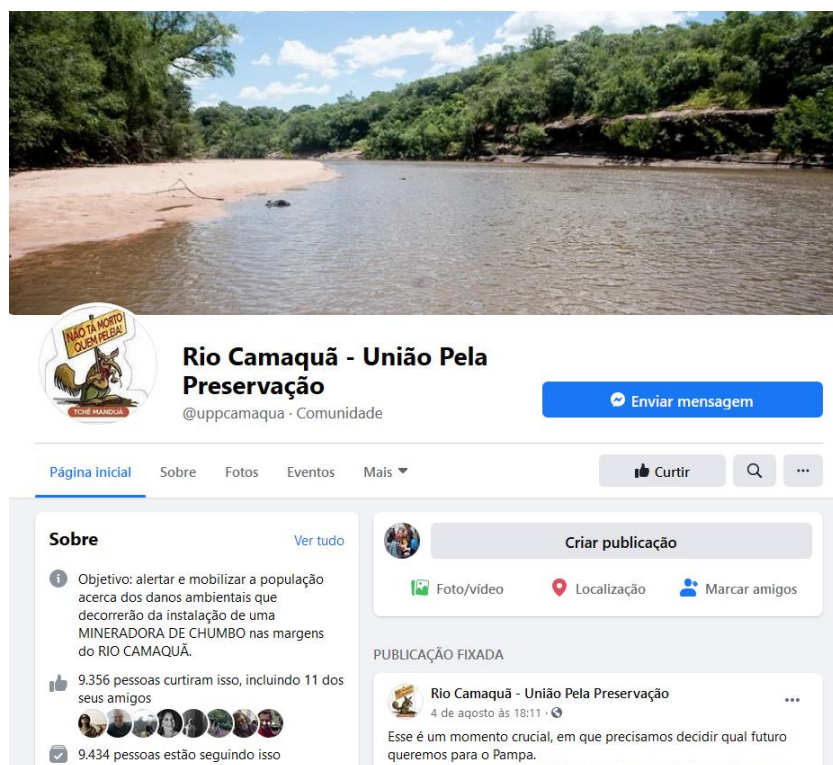 NÃO TÁ MORTO
QUEM PELEIA!
TCHÊ MANDUÁ
Rio Camaquã - União Pela
Preservação
@uppcamaqua · Comunidade
Enviar mensagem
Página inicial
Sobre
Fotos
Eventos
Mais
Curtir
Sobre
Ver tudo
Objetivo: alertar e mobilizar a população
acerca dos danos ambientais que
decorrerão da instalação de uma
MINERADORA DE CHUMBO nas margens
do RIO CAMAQUÃ.
9.356 pessoas curtiram isso, incluindo 11 dos
seus amigos
9.434 pessoas estão seguindo isso
Criar publicação
Foto/vídeo
Localização
Marcar amigos
PUBLICAÇÃO FIXADA
Rio Camaquã - União Pela Preservação
4 de agosto às 18:11 ·
Esse é um momento crucial, em que precisamos decidir qual futuro
queremos para o Pampa.